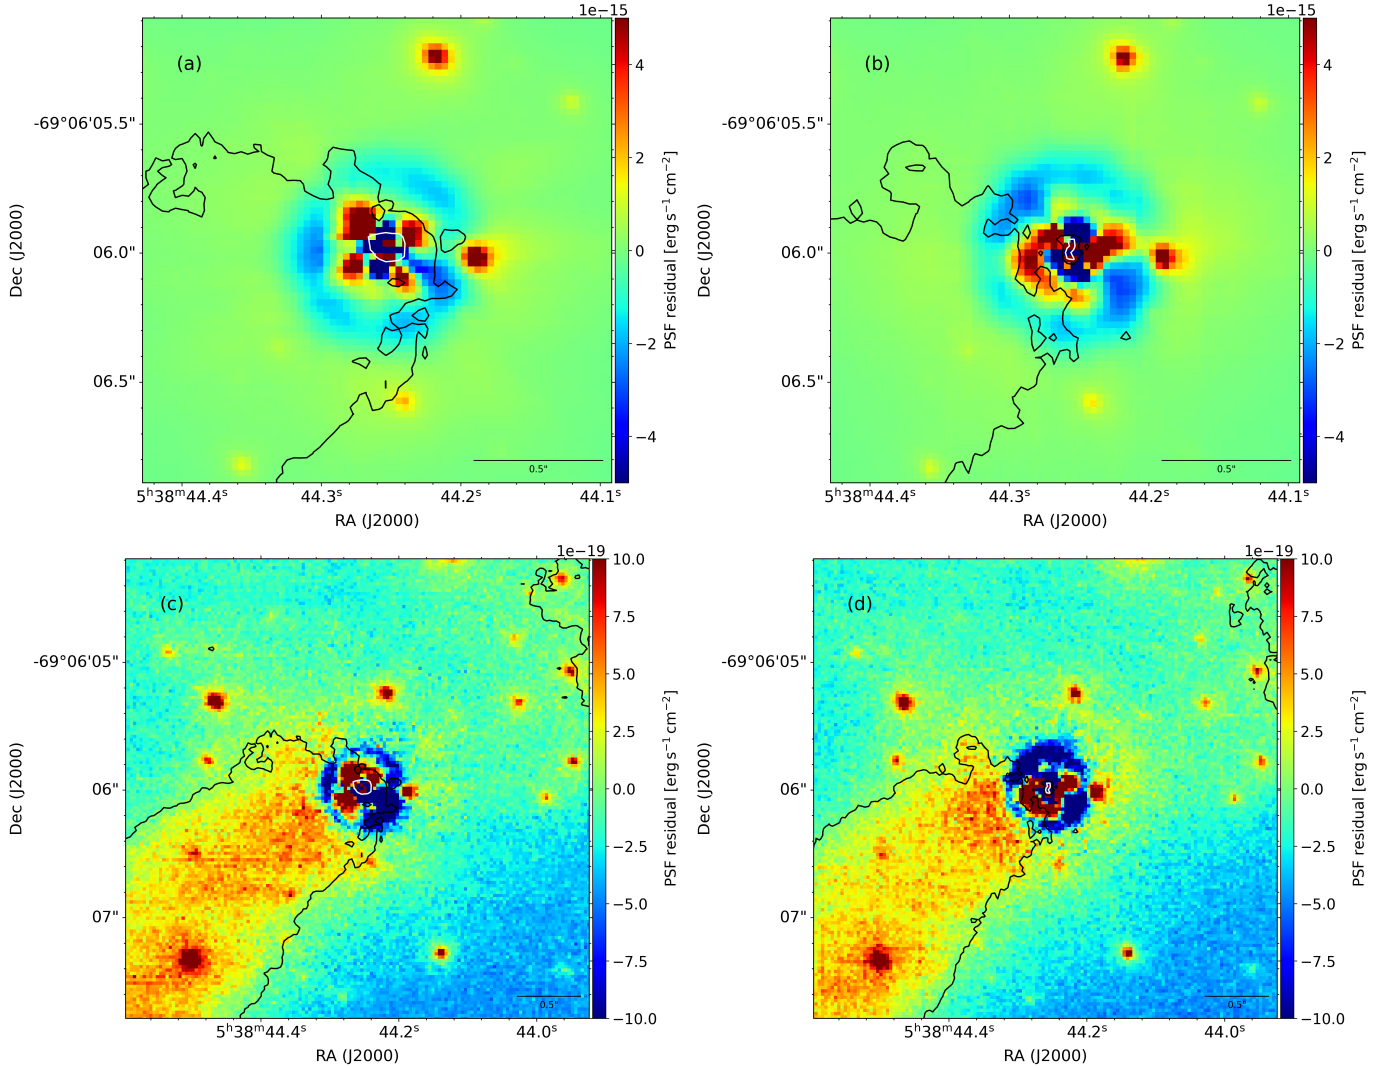 1e−15
(a)
-69°06'05.5"
06.0"
06.5"
Dec (J2000)
5ʰ38ᵐ44.4ˢ 44.3ˢ 44.2ˢ 44.1ˢ
RA (J2000)
0.5"
4
2
0
−2
−4
PSF residual [erg s⁻¹ cm⁻²]
1e−15
(b)
-69°06'05.5"
06.0"
06.5"
Dec (J2000)
5ʰ38ᵐ44.4ˢ 44.3ˢ 44.2ˢ 44.1ˢ
RA (J2000)
0.5"
4
2
0
−2
−4
PSF residual [erg s⁻¹ cm⁻²]
1e−19
(c)
-69°06'05"
06"
07"
Dec (J2000)
5ʰ38ᵐ44.4ˢ 44.2ˢ 44.0ˢ
RA (J2000)
0.5"
10.0
7.5
5.0
2.5
0.0
−2.5
−5.0
−7.5
−10.0
PSF residual [erg s⁻¹ cm⁻²]
1e−19
(d)
-69°06'05"
06"
07"
Dec (J2000)
5ʰ38ᵐ44.4ˢ 44.2ˢ 44.0ˢ
RA (J2000)
0.5"
10.0
7.5
5.0
2.5
0.0
−2.5
−5.0
−7.5
−10.0
PSF residual [erg s⁻¹ cm⁻²]